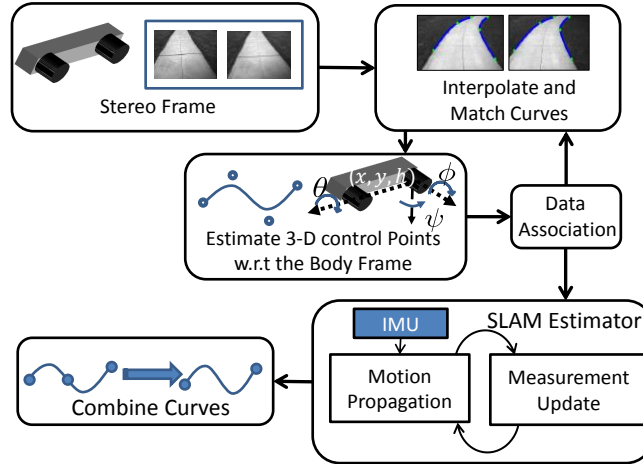 Stereo Frame
Interpolate and
Match Curves
(x, y, h)
θ
ϕ
ψ
Estimate 3-D control Points
w.r.t the Body Frame
Data
Association
IMU
SLAM Estimator
Motion
Propagation
Measurement
Update
Combine Curves